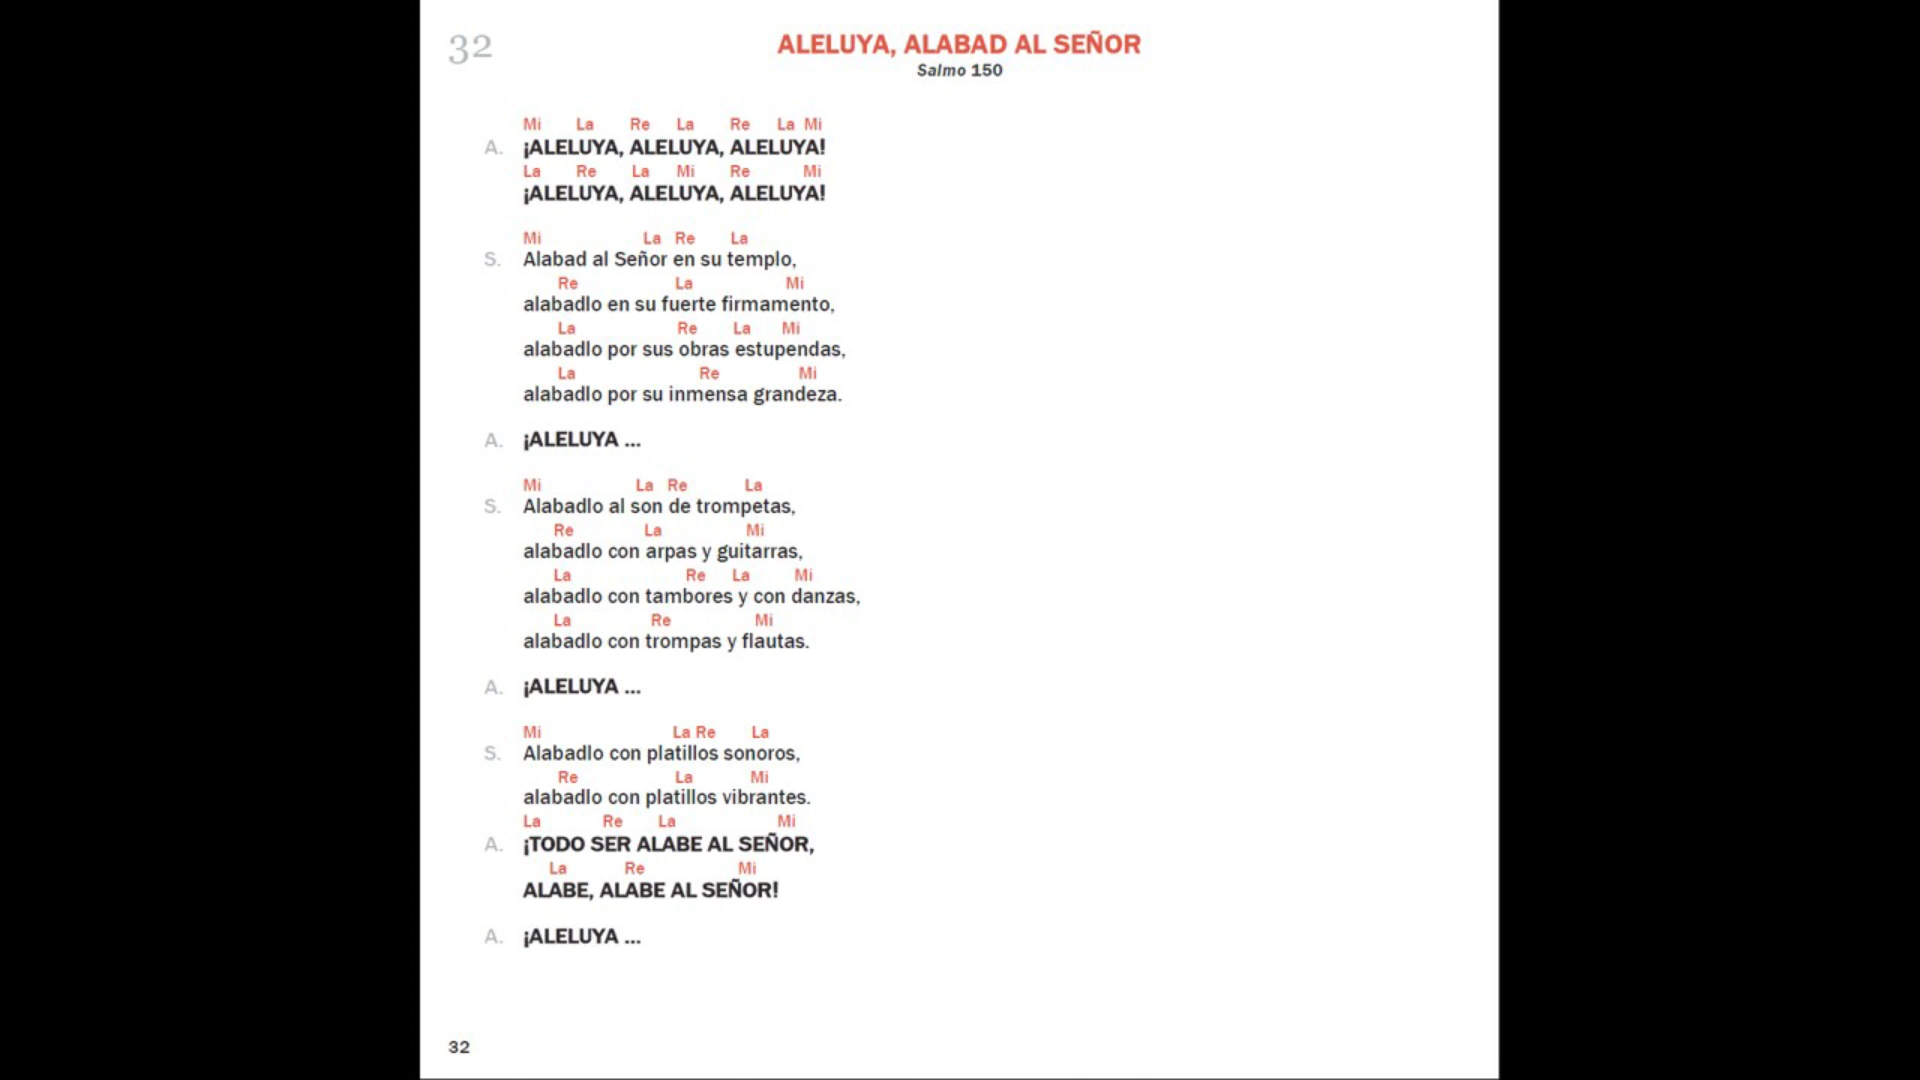 32
ALELUYA, ALABAD AL SEÑOR
Salmo 150
Mi La Re La Re La Mi
A. ¡ALELUYA, ALELUYA, ALELUYA!
La Re La Mi Re Mi
¡ALELUYA, ALELUYA, ALELUYA!
Mi La Re La
S. Alabad al Señor en su templo,
Re La Mi
alabadlo en su fuerte firmamento,
La Re La Mi
alabadlo por sus obras estupendas,
La Re Mi
alabadlo por su inmensa grandeza.
A. ¡ALELUYA ...
Mi La Re La
S. Alabadlo al son de trompetas,
Re La Mi
alabadlo con arpas y guitarras,
La Re La Mi
alabadlo con tambores y con danzas,
La Re Mi
alabadlo con trompas y flautas.
A. ¡ALELUYA ...
Mi La Re La
S. Alabadlo con platillos sonoros,
Re La Mi
alabadlo con platillos vibrantes.
La Re La Mi
A. ¡TODO SER ALABE AL SEÑOR,
La Re Mi
ALABE, ALABE AL SEÑOR!
A. ¡ALELUYA ...
32